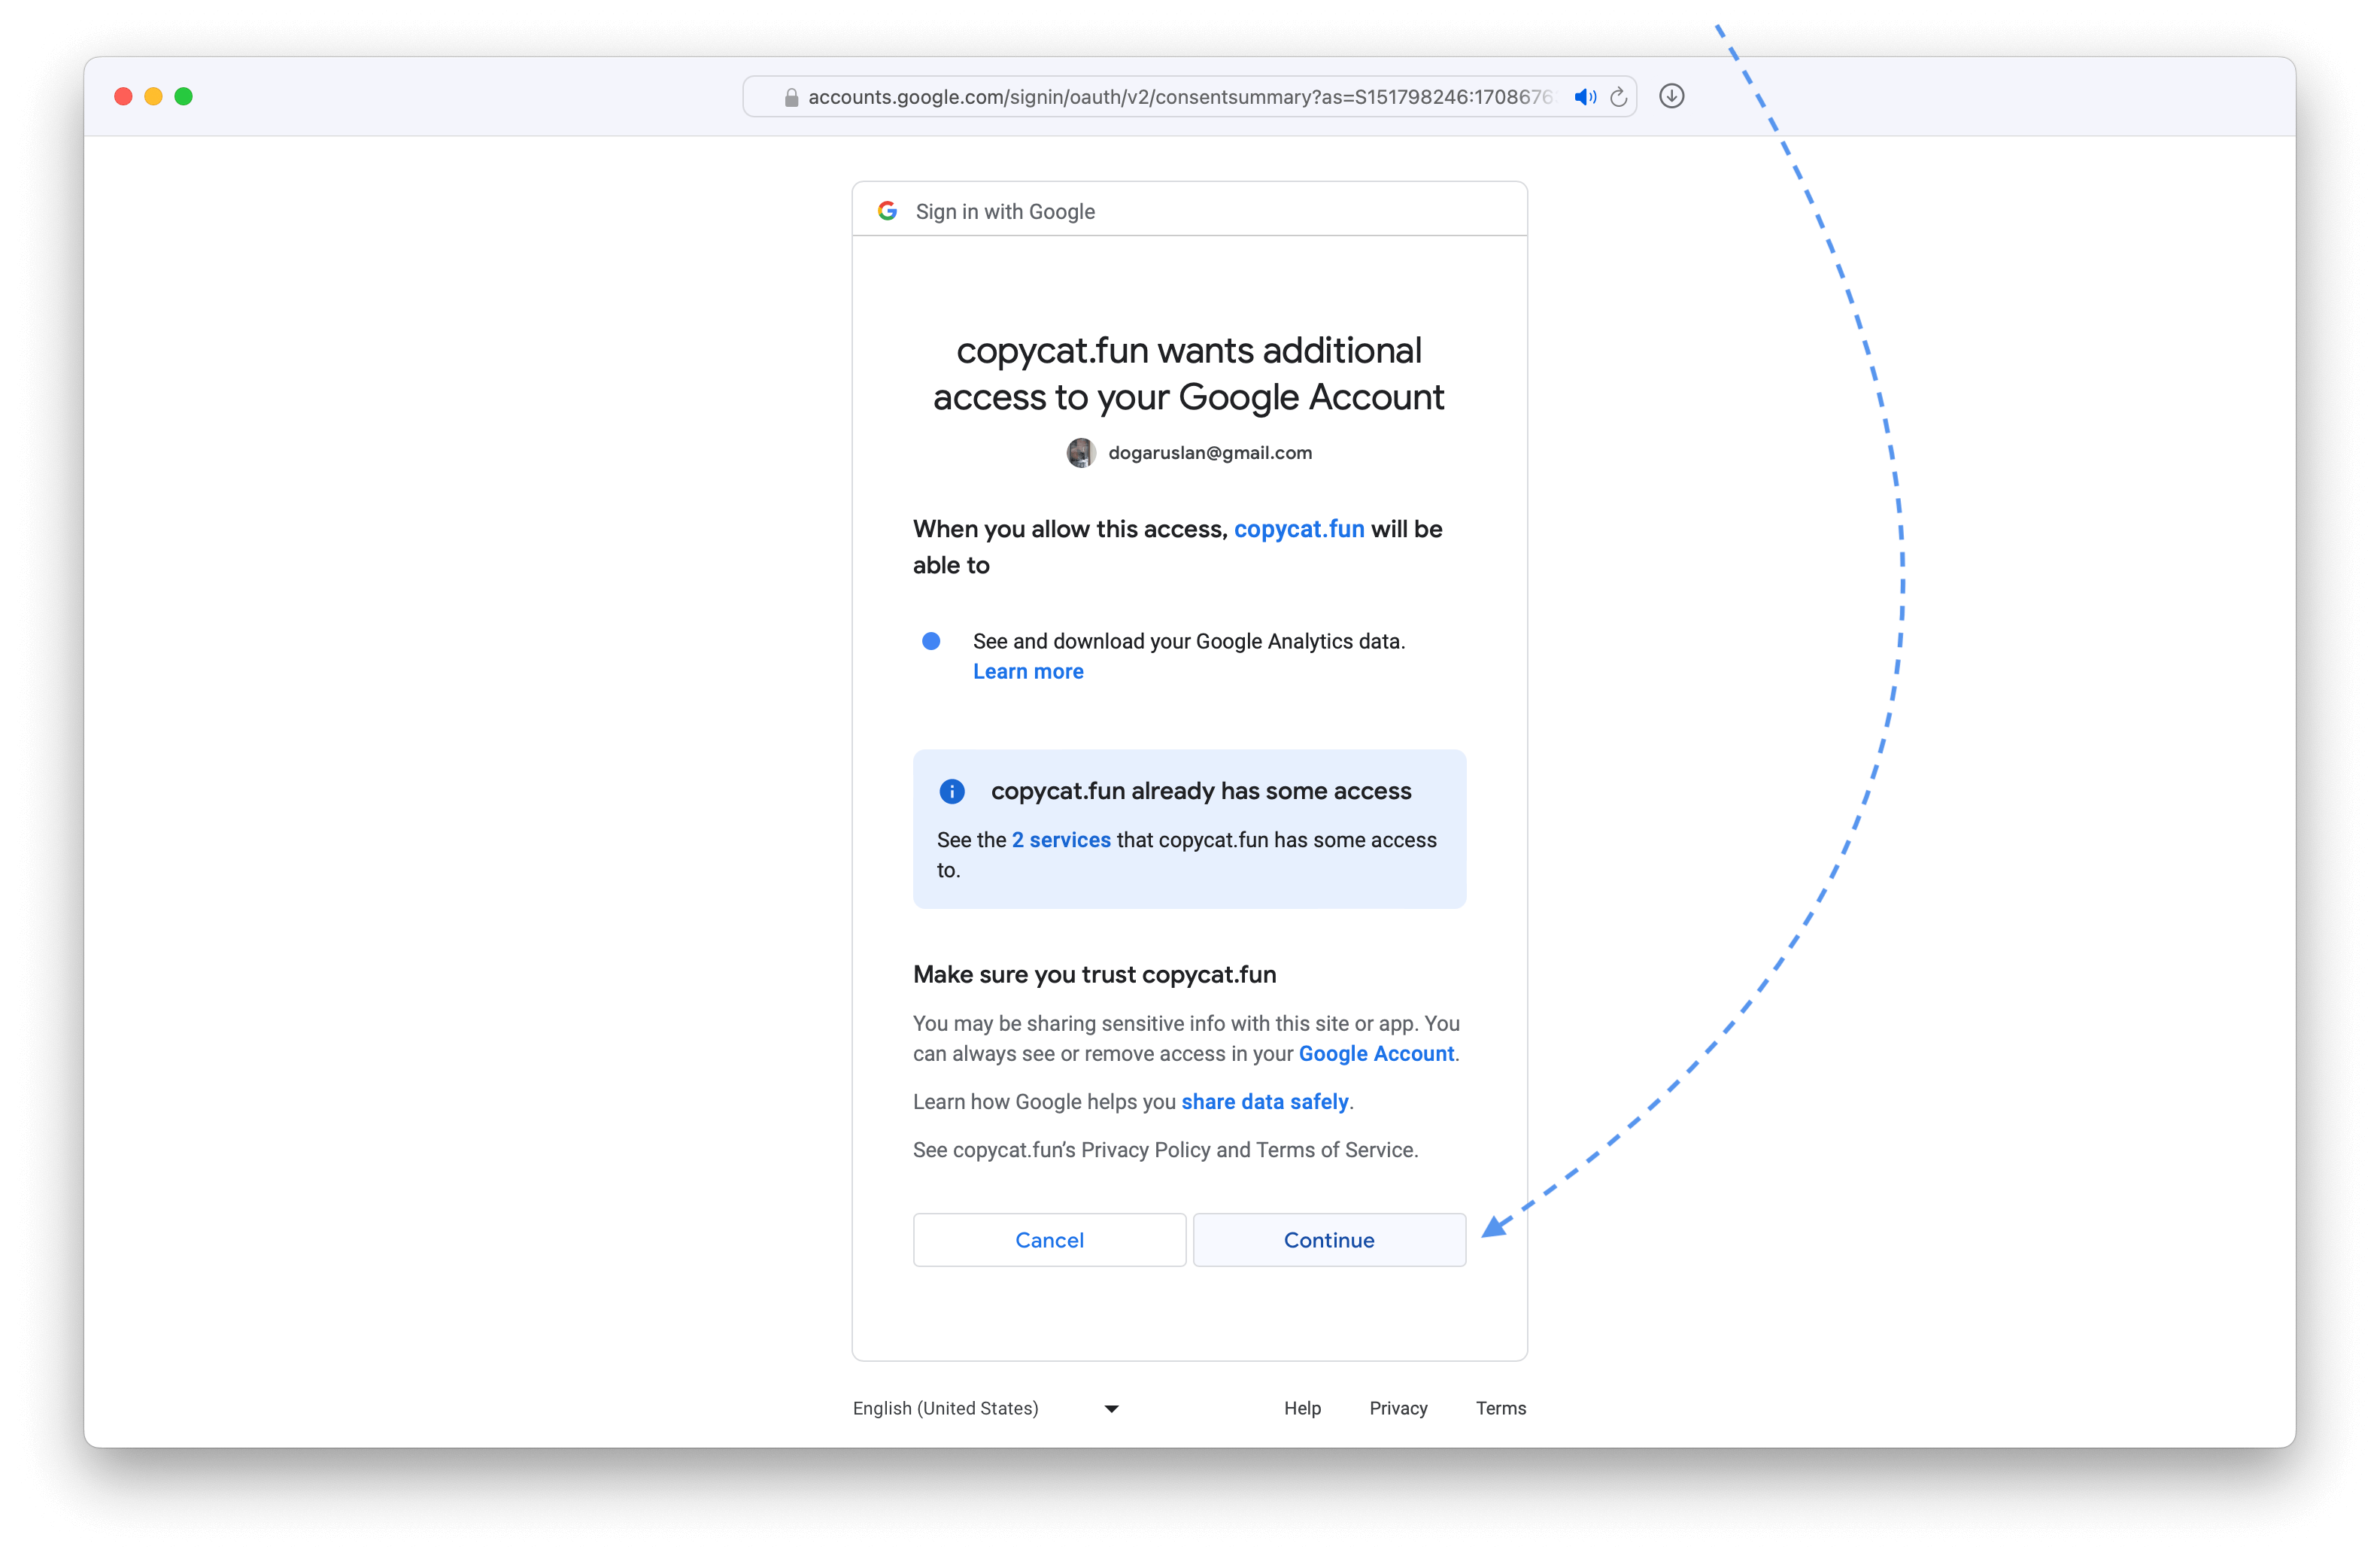 accounts.google.com/signin/oauth/v2/consentsummary?as=S151798246:1708676
Sign in with Google
copycat.fun wants additional
access to your Google Account
dogaruslan@gmail.com
When you allow this access, copycat.fun will be
able to
See and download your Google Analytics data.
Learn more
copycat.fun already has some access
See the 2 services that copycat.fun has some access
to.
Make sure you trust copycat.fun
You may be sharing sensitive info with this site or app. You
can always see or remove access in your Google Account.
Learn how Google helps you share data safely.
See copycat.fun’s Privacy Policy and Terms of Service.
Cancel
Continue
English (United States)
Help
Privacy
Terms